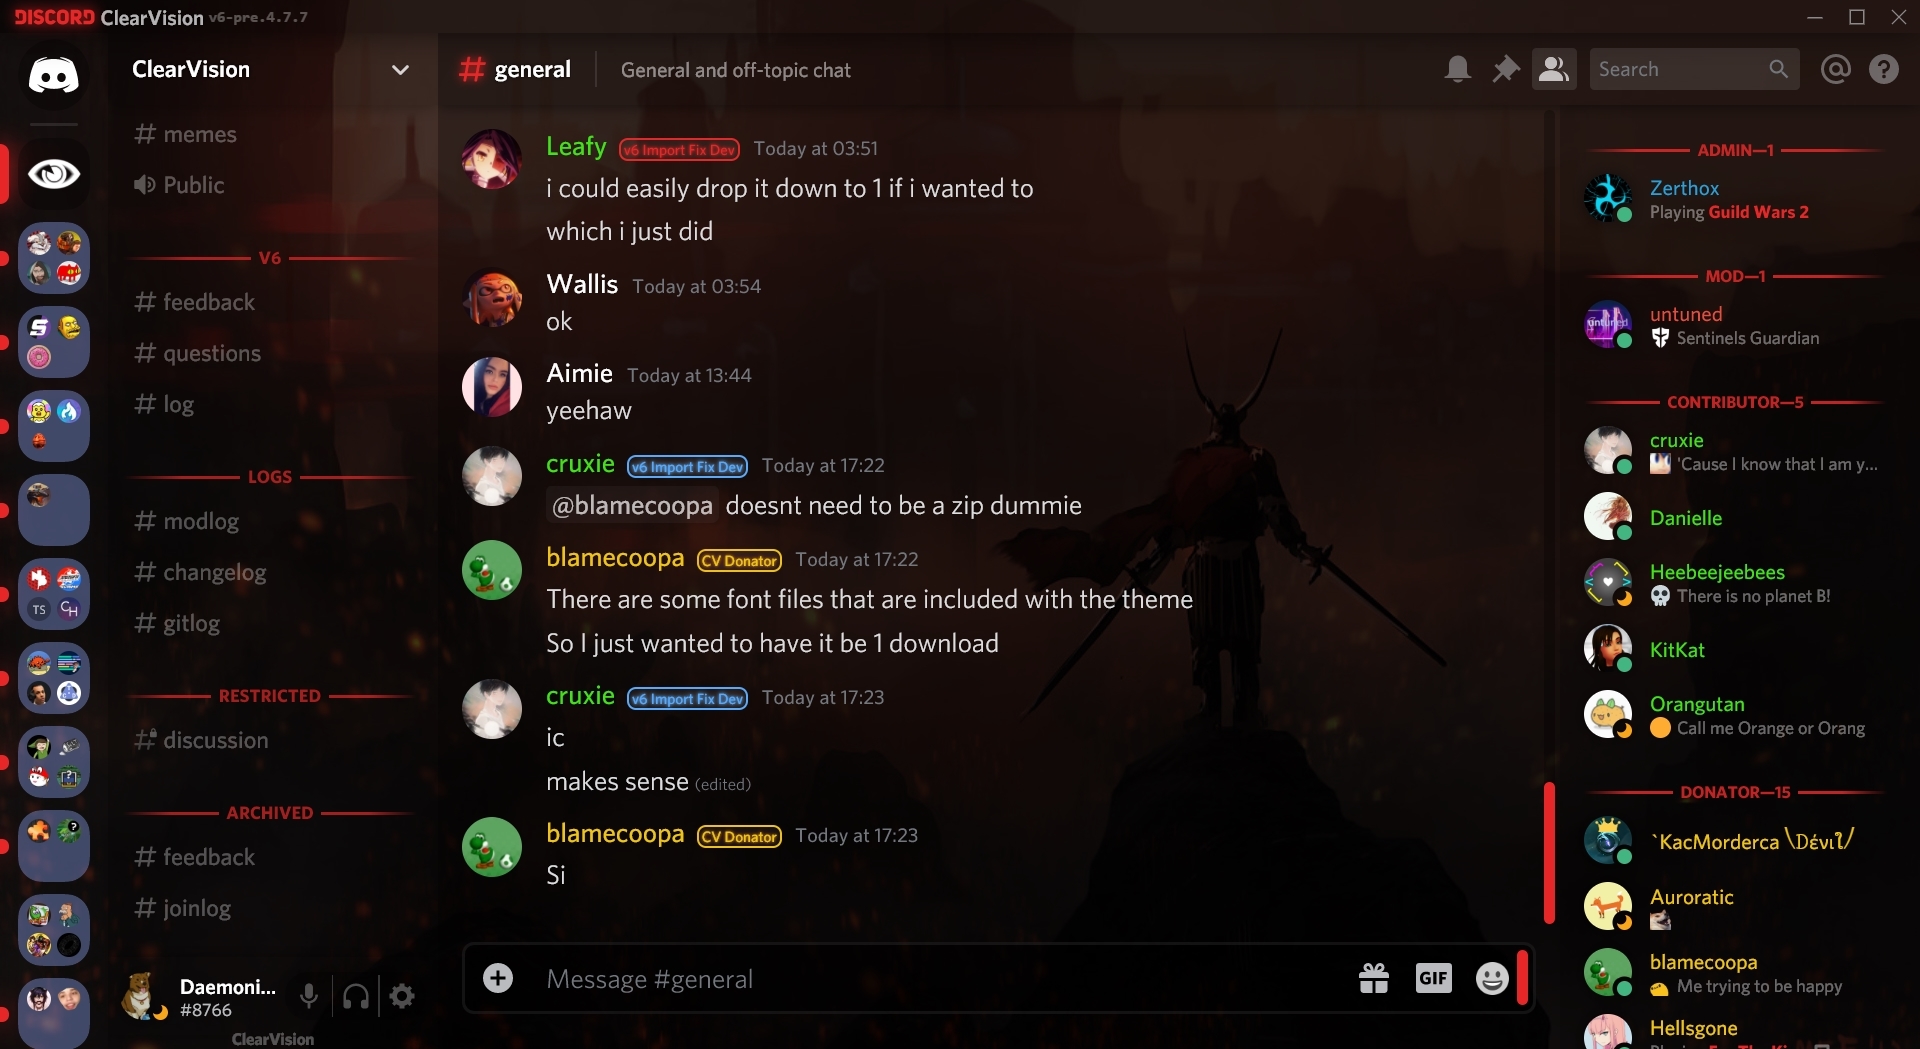 DISCORD ClearVision v6-pre.4.7.7
ClearVision
# general
General and off-topic chat
Search
# memes
Public
V6
# feedback
# questions
# log
LOGS
# modlog
# changelog
# gitlog
RESTRICTED
# discussion
ARCHIVED
# feedback
# joinlog
TS
CH
Daemoni...
#8766
ClearVision
Leafy v6 Import Fix Dev Today at 03:51
i could easily drop it down to 1 if i wanted to
which i just did
Wallis Today at 03:54
ok
Aimie Today at 13:44
yeehaw
cruxie v6 Import Fix Dev Today at 17:22
@blamecoopa doesnt need to be a zip dummie
blamecoopa CV Donator Today at 17:22
There are some font files that are included with the theme
So I just wanted to have it be 1 download
cruxie v6 Import Fix Dev Today at 17:23
ic
makes sense (edited)
blamecoopa CV Donator Today at 17:23
Si
Message #general
GIF
ADMIN—1
Zerthox
Playing Guild Wars 2
MOD—1
untuned
untuned
Sentinels Guardian
CONTRIBUTOR—5
cruxie
'Cause I know that I am y...
Danielle
Heebeejeebees
There is no planet B!
KitKat
Orangutan
Call me Orange or Orang
DONATOR—15
`KacMorderca
Auroratic
blamecoopa
Me trying to be happy
Hellsgone